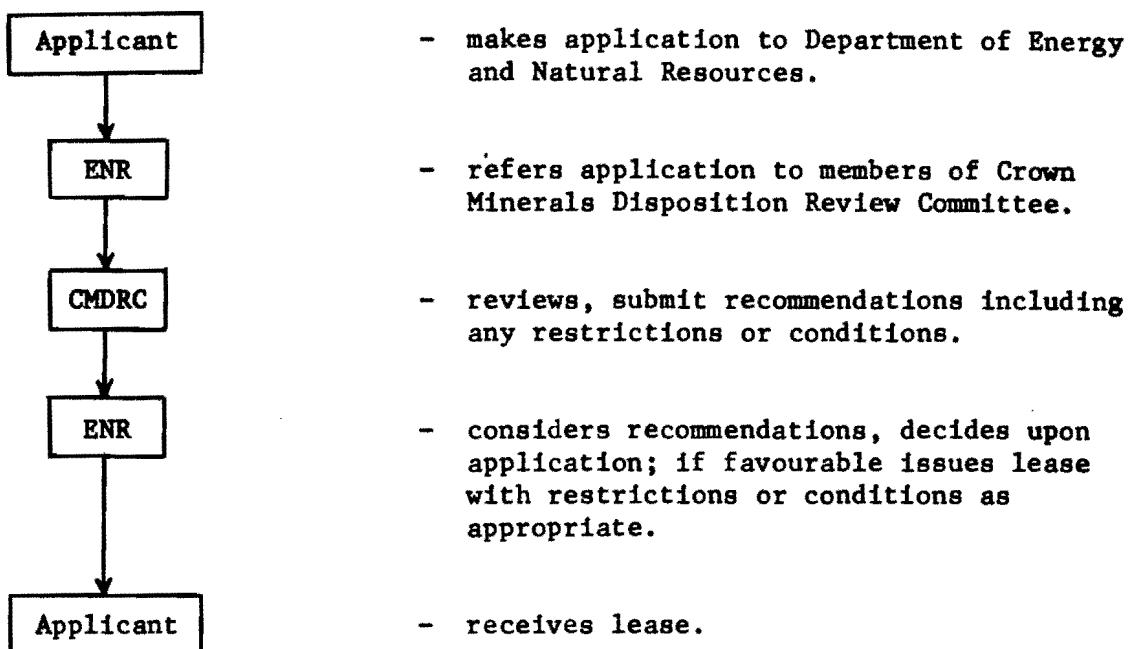 Applicant - makes application to Department of Energy
and Natural Resources.
ENR - refers application to members of Crown
Minerals Disposition Review Committee.
CMDRC - reviews, submit recommendations including
any restrictions or conditions.
ENR - considers recommendations, decides upon
application; if favourable issues lease
with restrictions or conditions as
appropriate.
Applicant - receives lease.